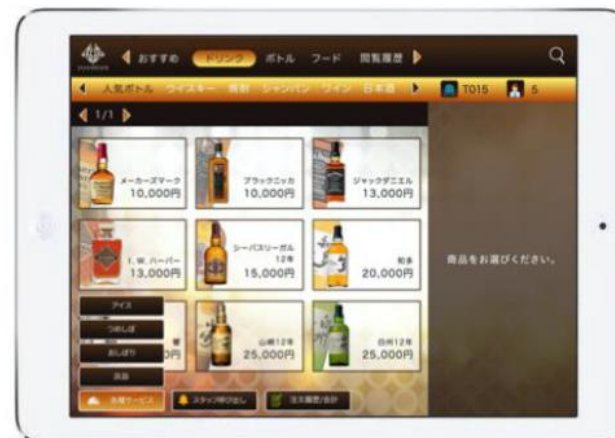 おすすめ ドリンク ボトル フード 閲覧履歴
人気ボトル ウイスキー 焼酎 シャンパン ワイン 日本酒 T015 5
1/1
メーカーズマーク
10,000円
ブラックニッカ
10,000円
ジャックダニエル
13,000円
I.W.ハーパー
13,000円
シーバスリーガル
12年
15,000円
知多
20,000円
商品をお選びください。
アイス
つめしぼ
おしぼり
響
0円
山崎12年
25,000円
白州12年
25,000円
各種サービス スタッフ呼び出し 注文履歴/会計